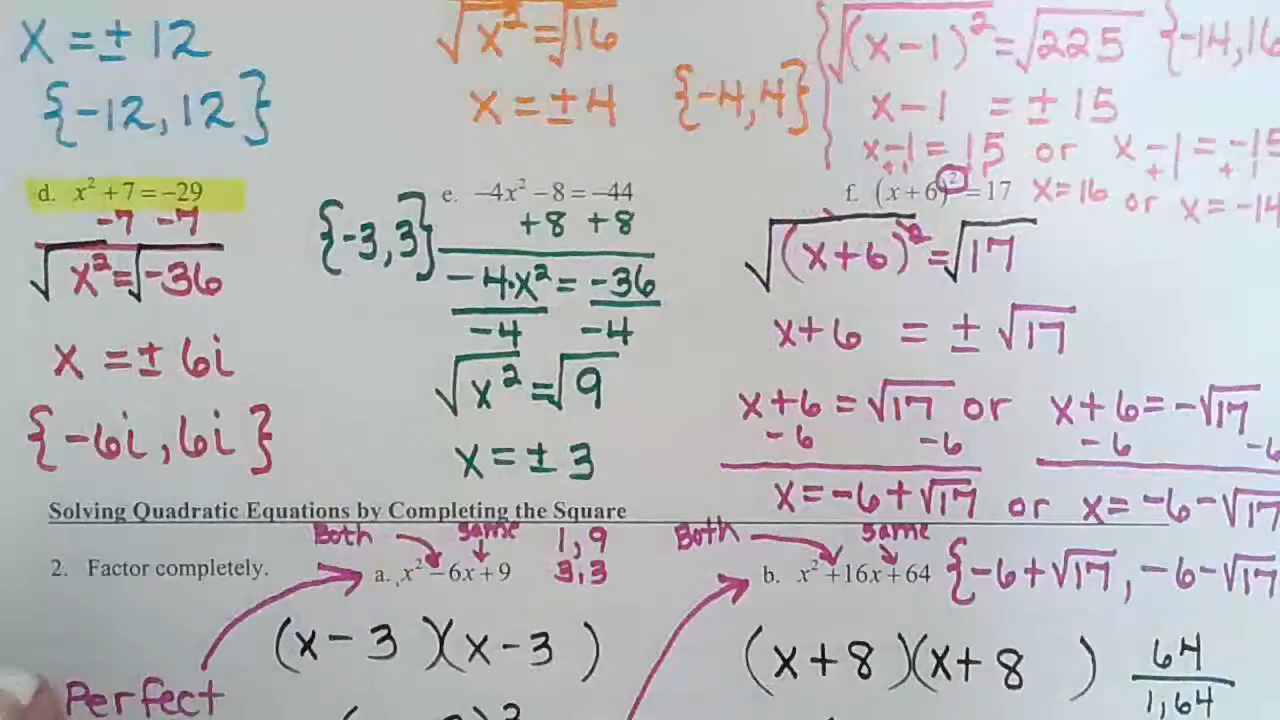 x = ± 12
{-12, 12}
√x² = √16
x = ± 4
{-4, 4}
√(x-1)² = √225
{-14, 16
x-1 = ± 15
x-1 = 15 or x-1 = -15
+1 +1 +1 +1
x=16 or x=-14
d. x² + 7 = -29
-7 -7
√x² = √-36
x = ± 6i
{-6i, 6i}
e. -4x² - 8 = -44
+8 +8
-4·x² = -36
-4 -4
√x² = √9
x = ± 3
{-3, 3}
f. (x+6)² = 17
√(x+6)² = √17
x+6 = ± √17
x+6 = √17 or x+6 = -√17
-6 -6 -6 -6
x = -6+√17 or x = -6-√17
{-6+√17, -6-√17
Solving Quadratic Equations by Completing the Square
2. Factor completely.
Both same 1, 9
a. x² - 6x + 9 3, 3
(x-3)(x-3)
Perfect
Both same
b. x² + 16x + 64
(x+8)(x+8)
64
1, 64